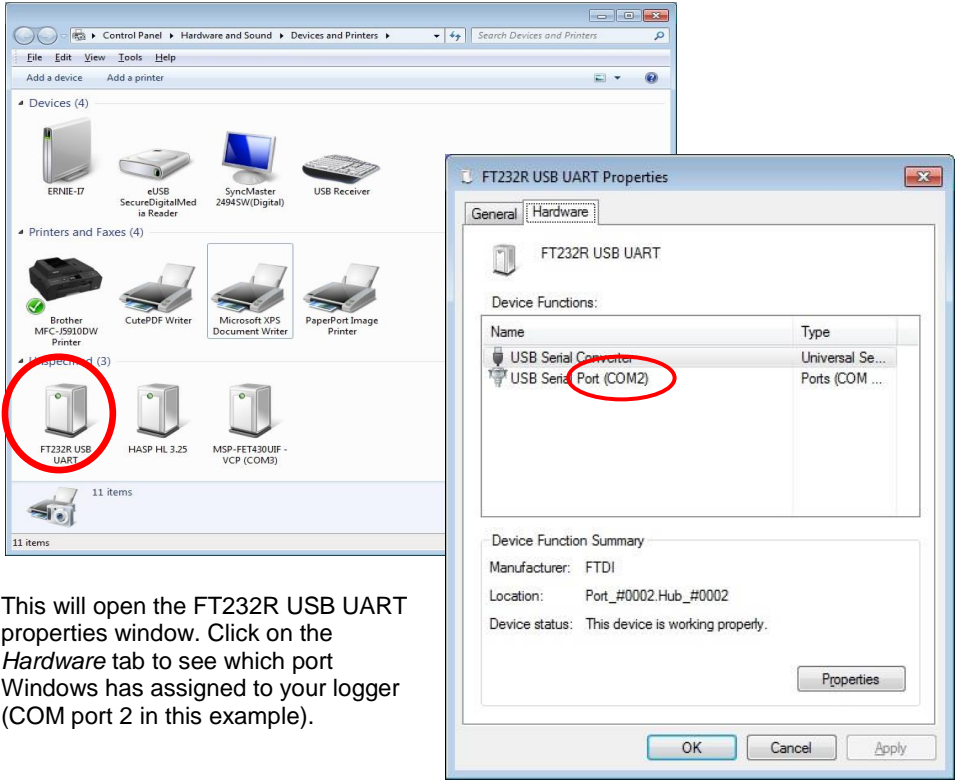 Control Panel ▸ Hardware and Sound ▸ Devices and Printers ▸
Search Devices and Printers
File Edit View Tools Help
Add a device Add a printer
Devices (4)
ERNIE-I7
eUSB
SecureDigitalMed
ia Reader
SyncMaster
2494SW(Digital)
USB Receiver
Printers and Faxes (4)
Brother
MFC-J5910DW
Printer
CutePDF Writer
Microsoft XPS
Document Writer
PaperPort Image
Printer
Unspecified (3)
FT232R USB
UART
HASP HL 3.25
MSP-FET430UIF -
VCP (COM3)
11 items
11 items
FT232R USB UART Properties
General Hardware
FT232R USB UART
Device Functions:
Name Type
USB Serial Converter Universal Se...
USB Serial Port (COM2) Ports (COM ...
Device Function Summary
Manufacturer: FTDI
Location: Port_#0002.Hub_#0002
Device status: This device is working properly.
Properties
OK Cancel Apply
This will open the FT232R USB UART
properties window. Click on the
Hardware tab to see which port
Windows has assigned to your logger
(COM port 2 in this example).